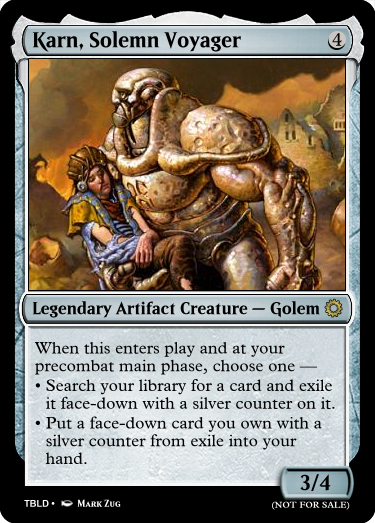 Karn, Solemn Voyager 4
Legendary Artifact Creature — Golem
When this enters play and at your
precombat main phase, choose one —
• Search your library for a card and exile
it face-down with a silver counter on it.
• Put a face-down card you own with a
silver counter from exile into your
hand.
3/4
TBLD • Mark Zug
(NOT FOR SALE)